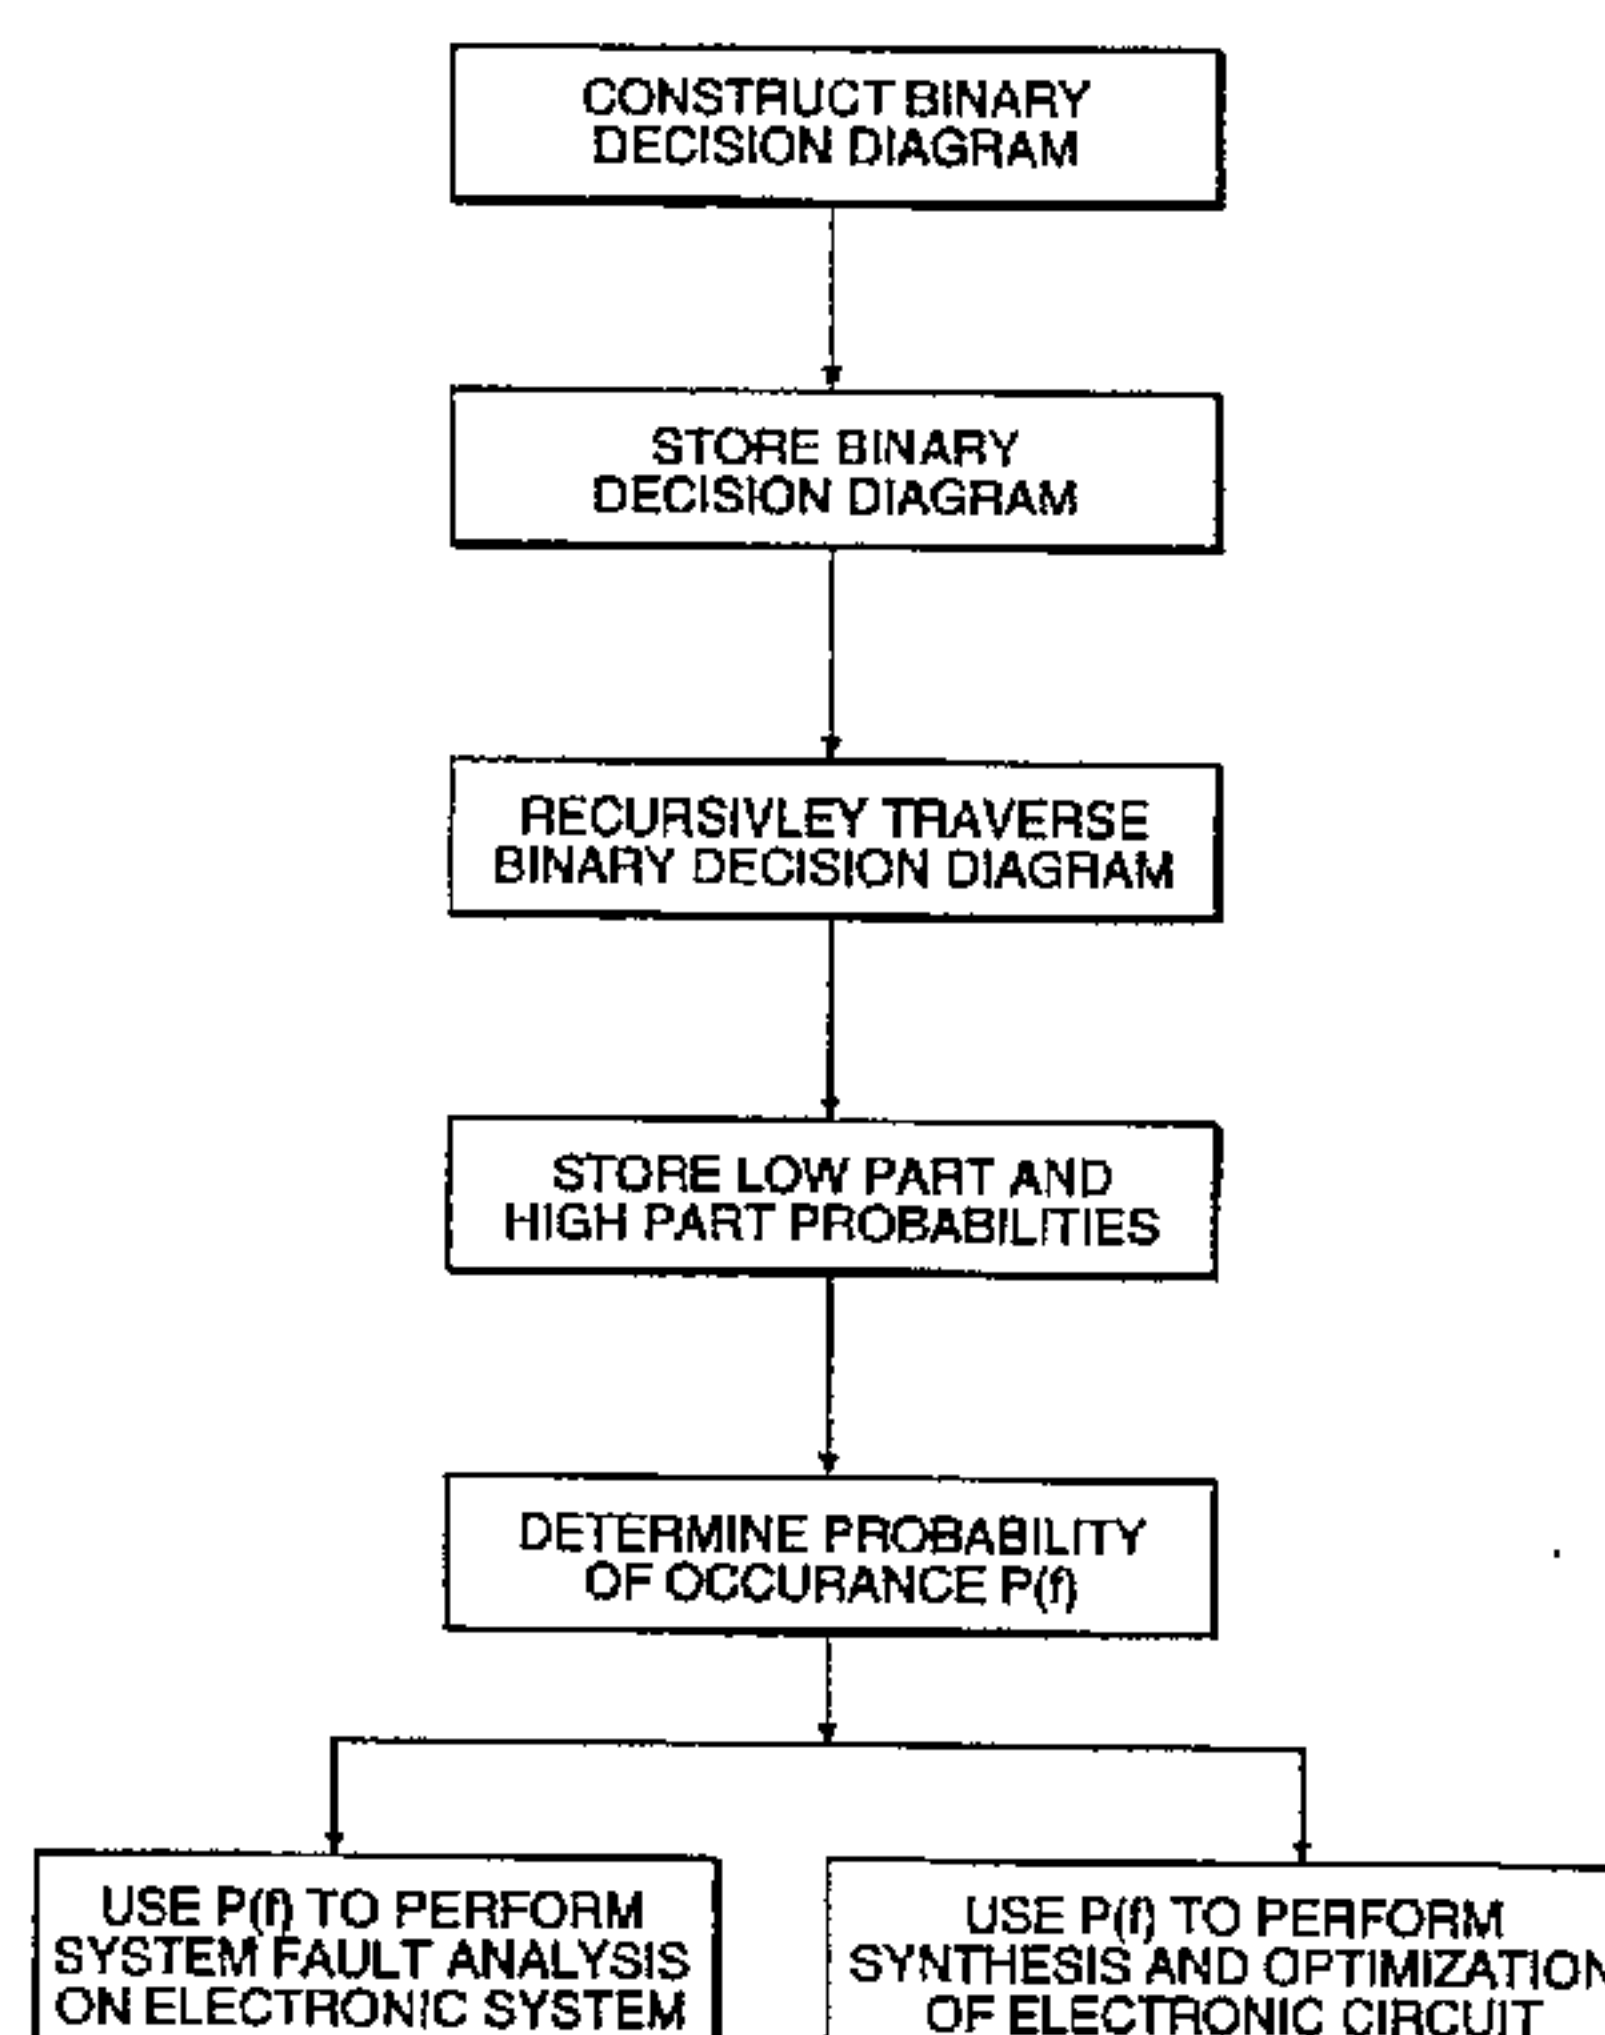 CONSTRUCT BINARY
DECISION DIAGRAM
STORE BINARY
DECISION DIAGRAM
RECURSIVLEY TRAVERSE
BINARY DECISION DIAGRAM
STORE LOW PART AND
HIGH PART PROBABILITIES
DETERMINE PROBABILITY
OF OCCURANCE P(f)
USE P(f) TO PERFORM
SYSTEM FAULT ANALYSIS
ON ELECTRONIC SYSTEM
USE P(f) TO PERFORM
SYNTHESIS AND OPTIMIZATION
OF ELECTRONIC CIRCUIT